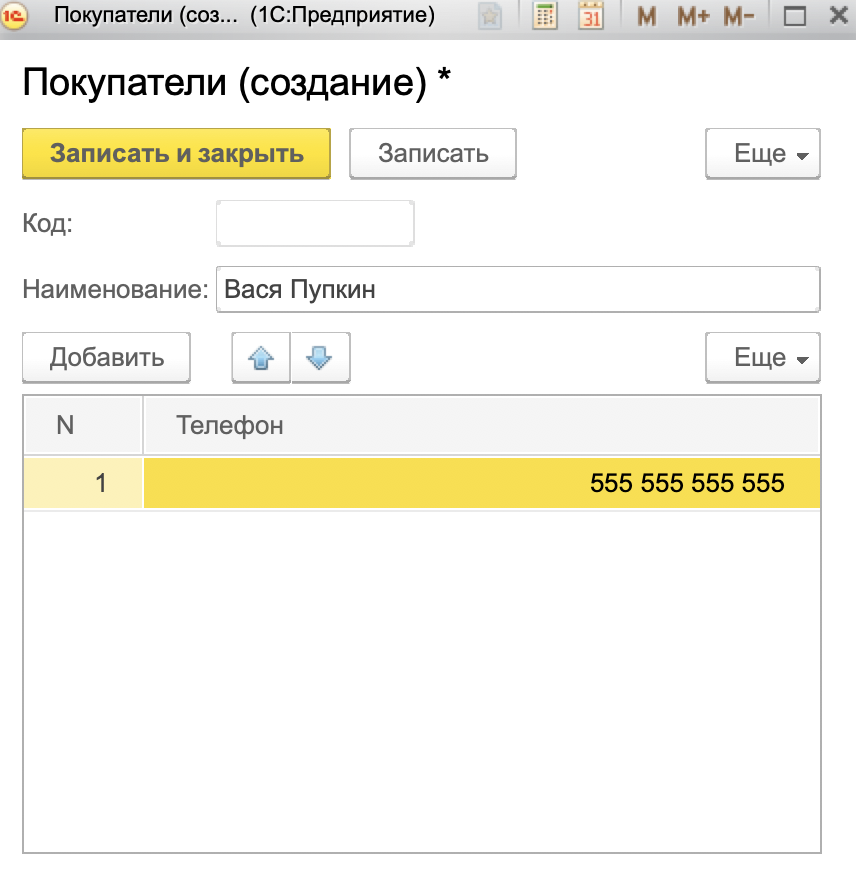 1С Покупатели (соз... (1С:Предприятие) 31 M M+ M-
Покупатели (создание) *
Записать и закрыть Записать Еще
Код:
Наименование: Вася Пупкин
Добавить Еще
N Телефон
1 555 555 555 555